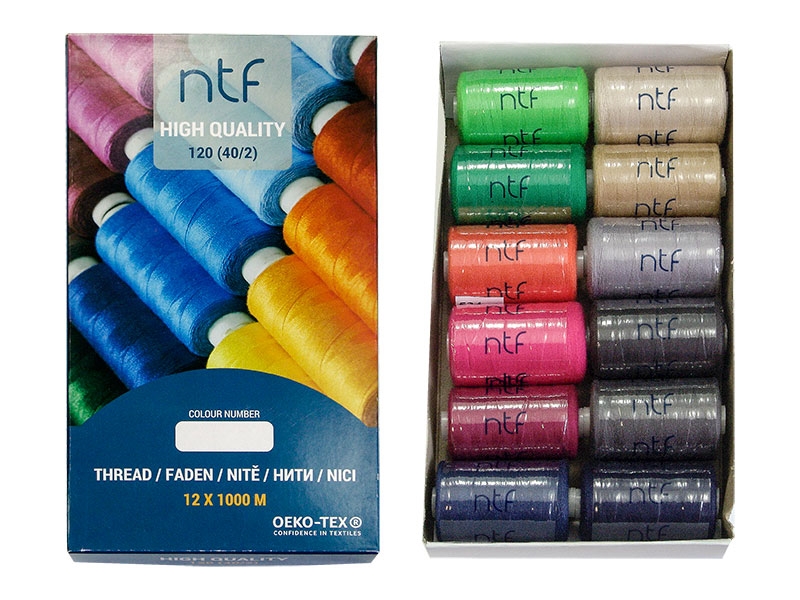 ntf
HIGH QUALITY
120 (40/2)
COLOUR NUMBER
THREAD / FADEN / NITĚ / НИТИ / NICI
12 X 1000 M
OEKO-TEX®
CONFIDENCE IN TEXTILES
HIGH QUALITY
ntf
ntf
ntf
ntf
ntf
ntf
ntf
ntf
ntf
ntf
ntf
ntf